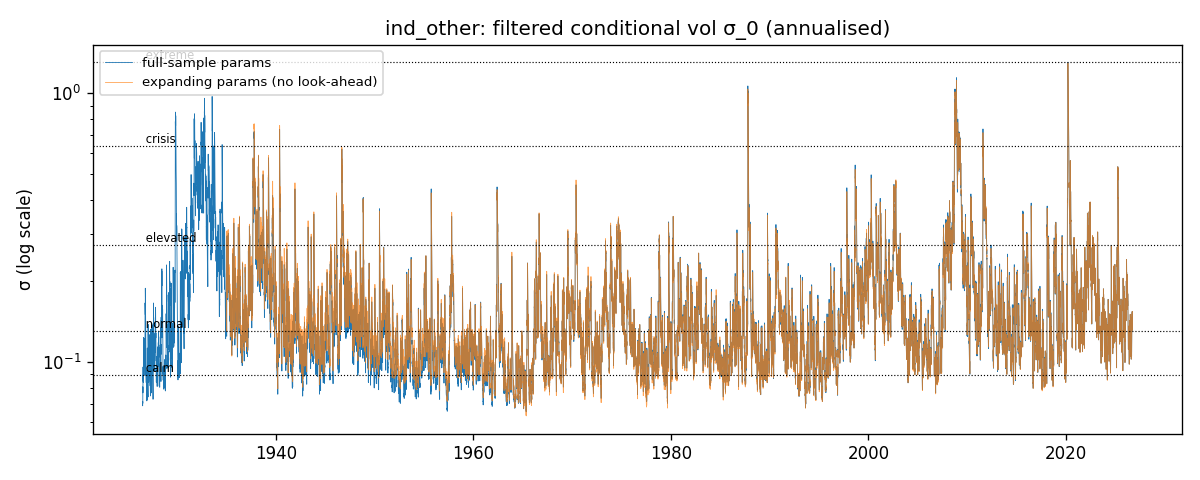 ind_other: filtered conditional vol σ_0 (annualised)
extreme
full-sample params
expanding params (no look-ahead)
10⁰
crisis
elevated
normal
10⁻¹
calm
σ (log scale)
1940
1960
1980
2000
2020